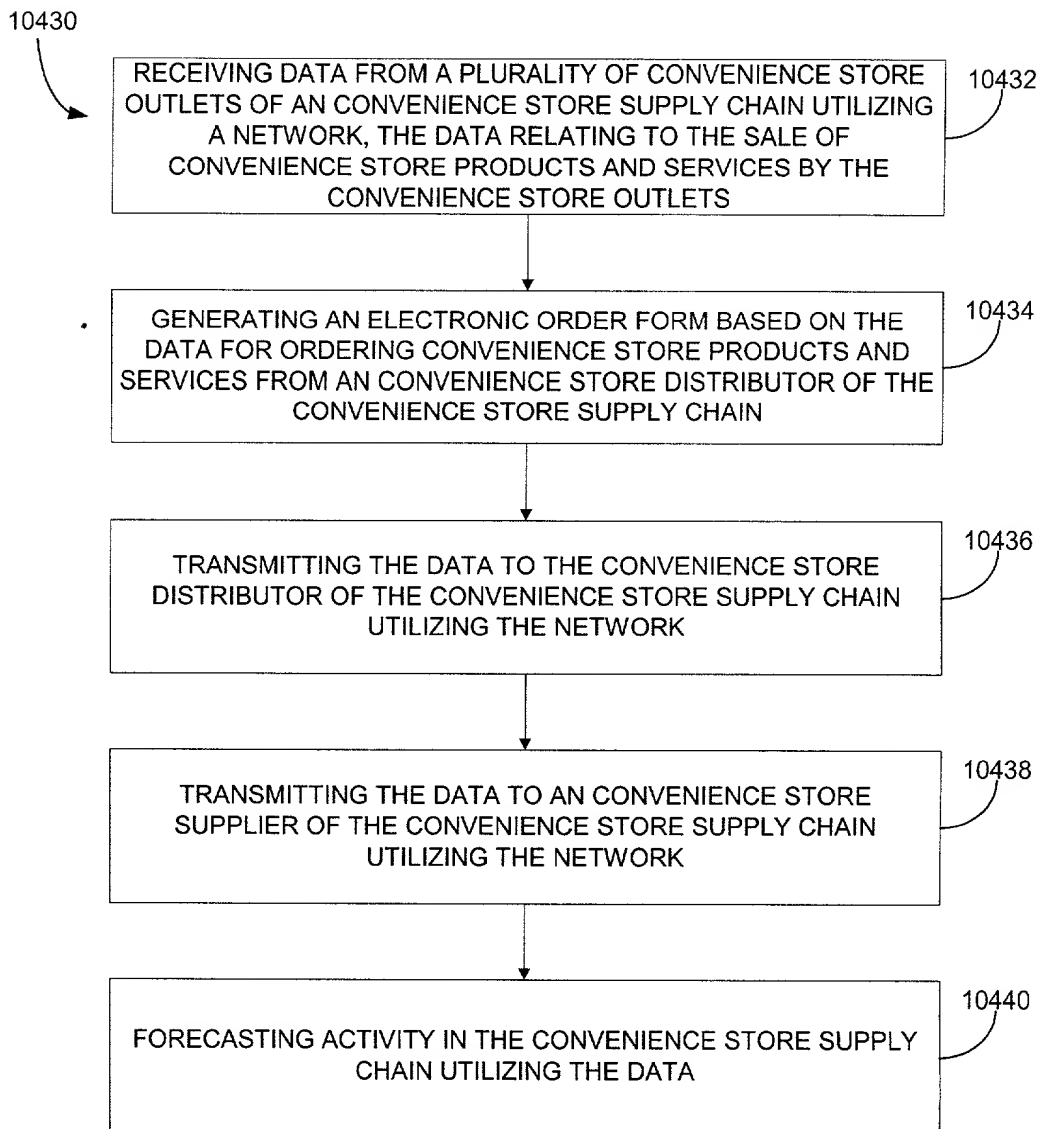 10430
RECEIVING DATA FROM A PLURALITY OF CONVENIENCE STORE
OUTLETS OF AN CONVENIENCE STORE SUPPLY CHAIN UTILIZING
A NETWORK, THE DATA RELATING TO THE SALE OF
CONVENIENCE STORE PRODUCTS AND SERVICES BY THE
CONVENIENCE STORE OUTLETS
10432
GENERATING AN ELECTRONIC ORDER FORM BASED ON THE
DATA FOR ORDERING CONVENIENCE STORE PRODUCTS AND
SERVICES FROM AN CONVENIENCE STORE DISTRIBUTOR OF THE
CONVENIENCE STORE SUPPLY CHAIN
10434
TRANSMITTING THE DATA TO THE CONVENIENCE STORE
DISTRIBUTOR OF THE CONVENIENCE STORE SUPPLY CHAIN
UTILIZING THE NETWORK
10436
TRANSMITTING THE DATA TO AN CONVENIENCE STORE
SUPPLIER OF THE CONVENIENCE STORE SUPPLY CHAIN
UTILIZING THE NETWORK
10438
FORECASTING ACTIVITY IN THE CONVENIENCE STORE SUPPLY
CHAIN UTILIZING THE DATA
10440